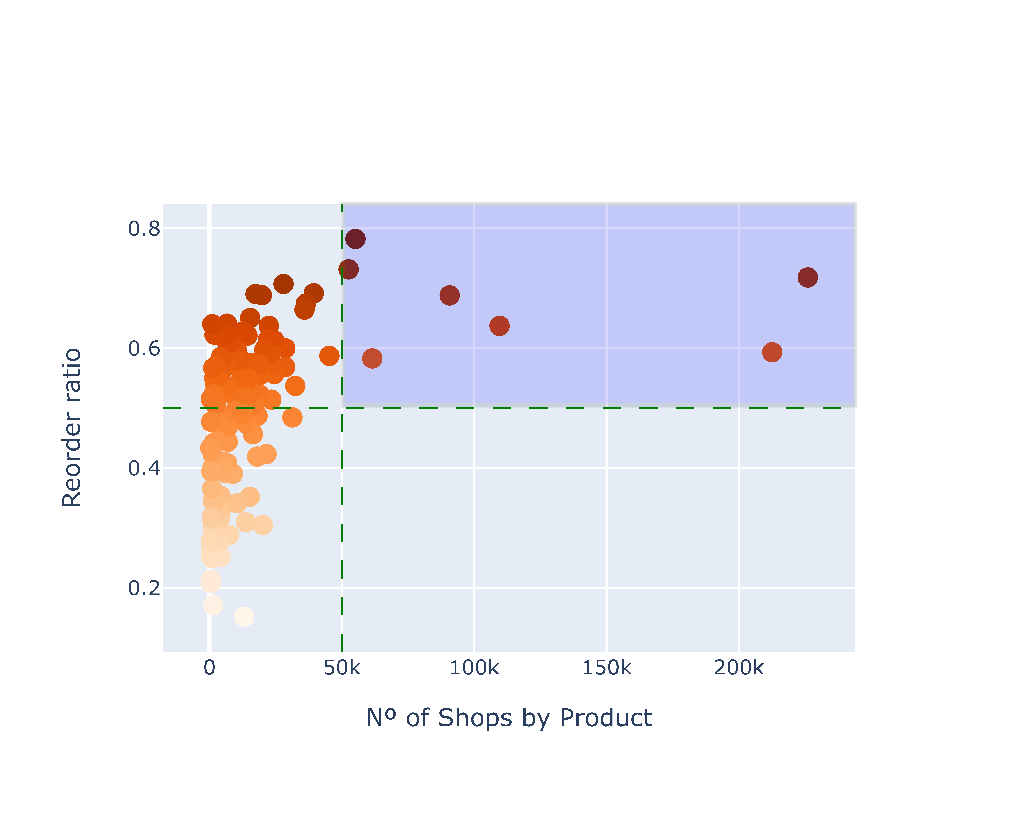 0.8
0.6
0.4
0.2
Reorder ratio
0 50k 100k 150k 200k
Nº of Shops by Product